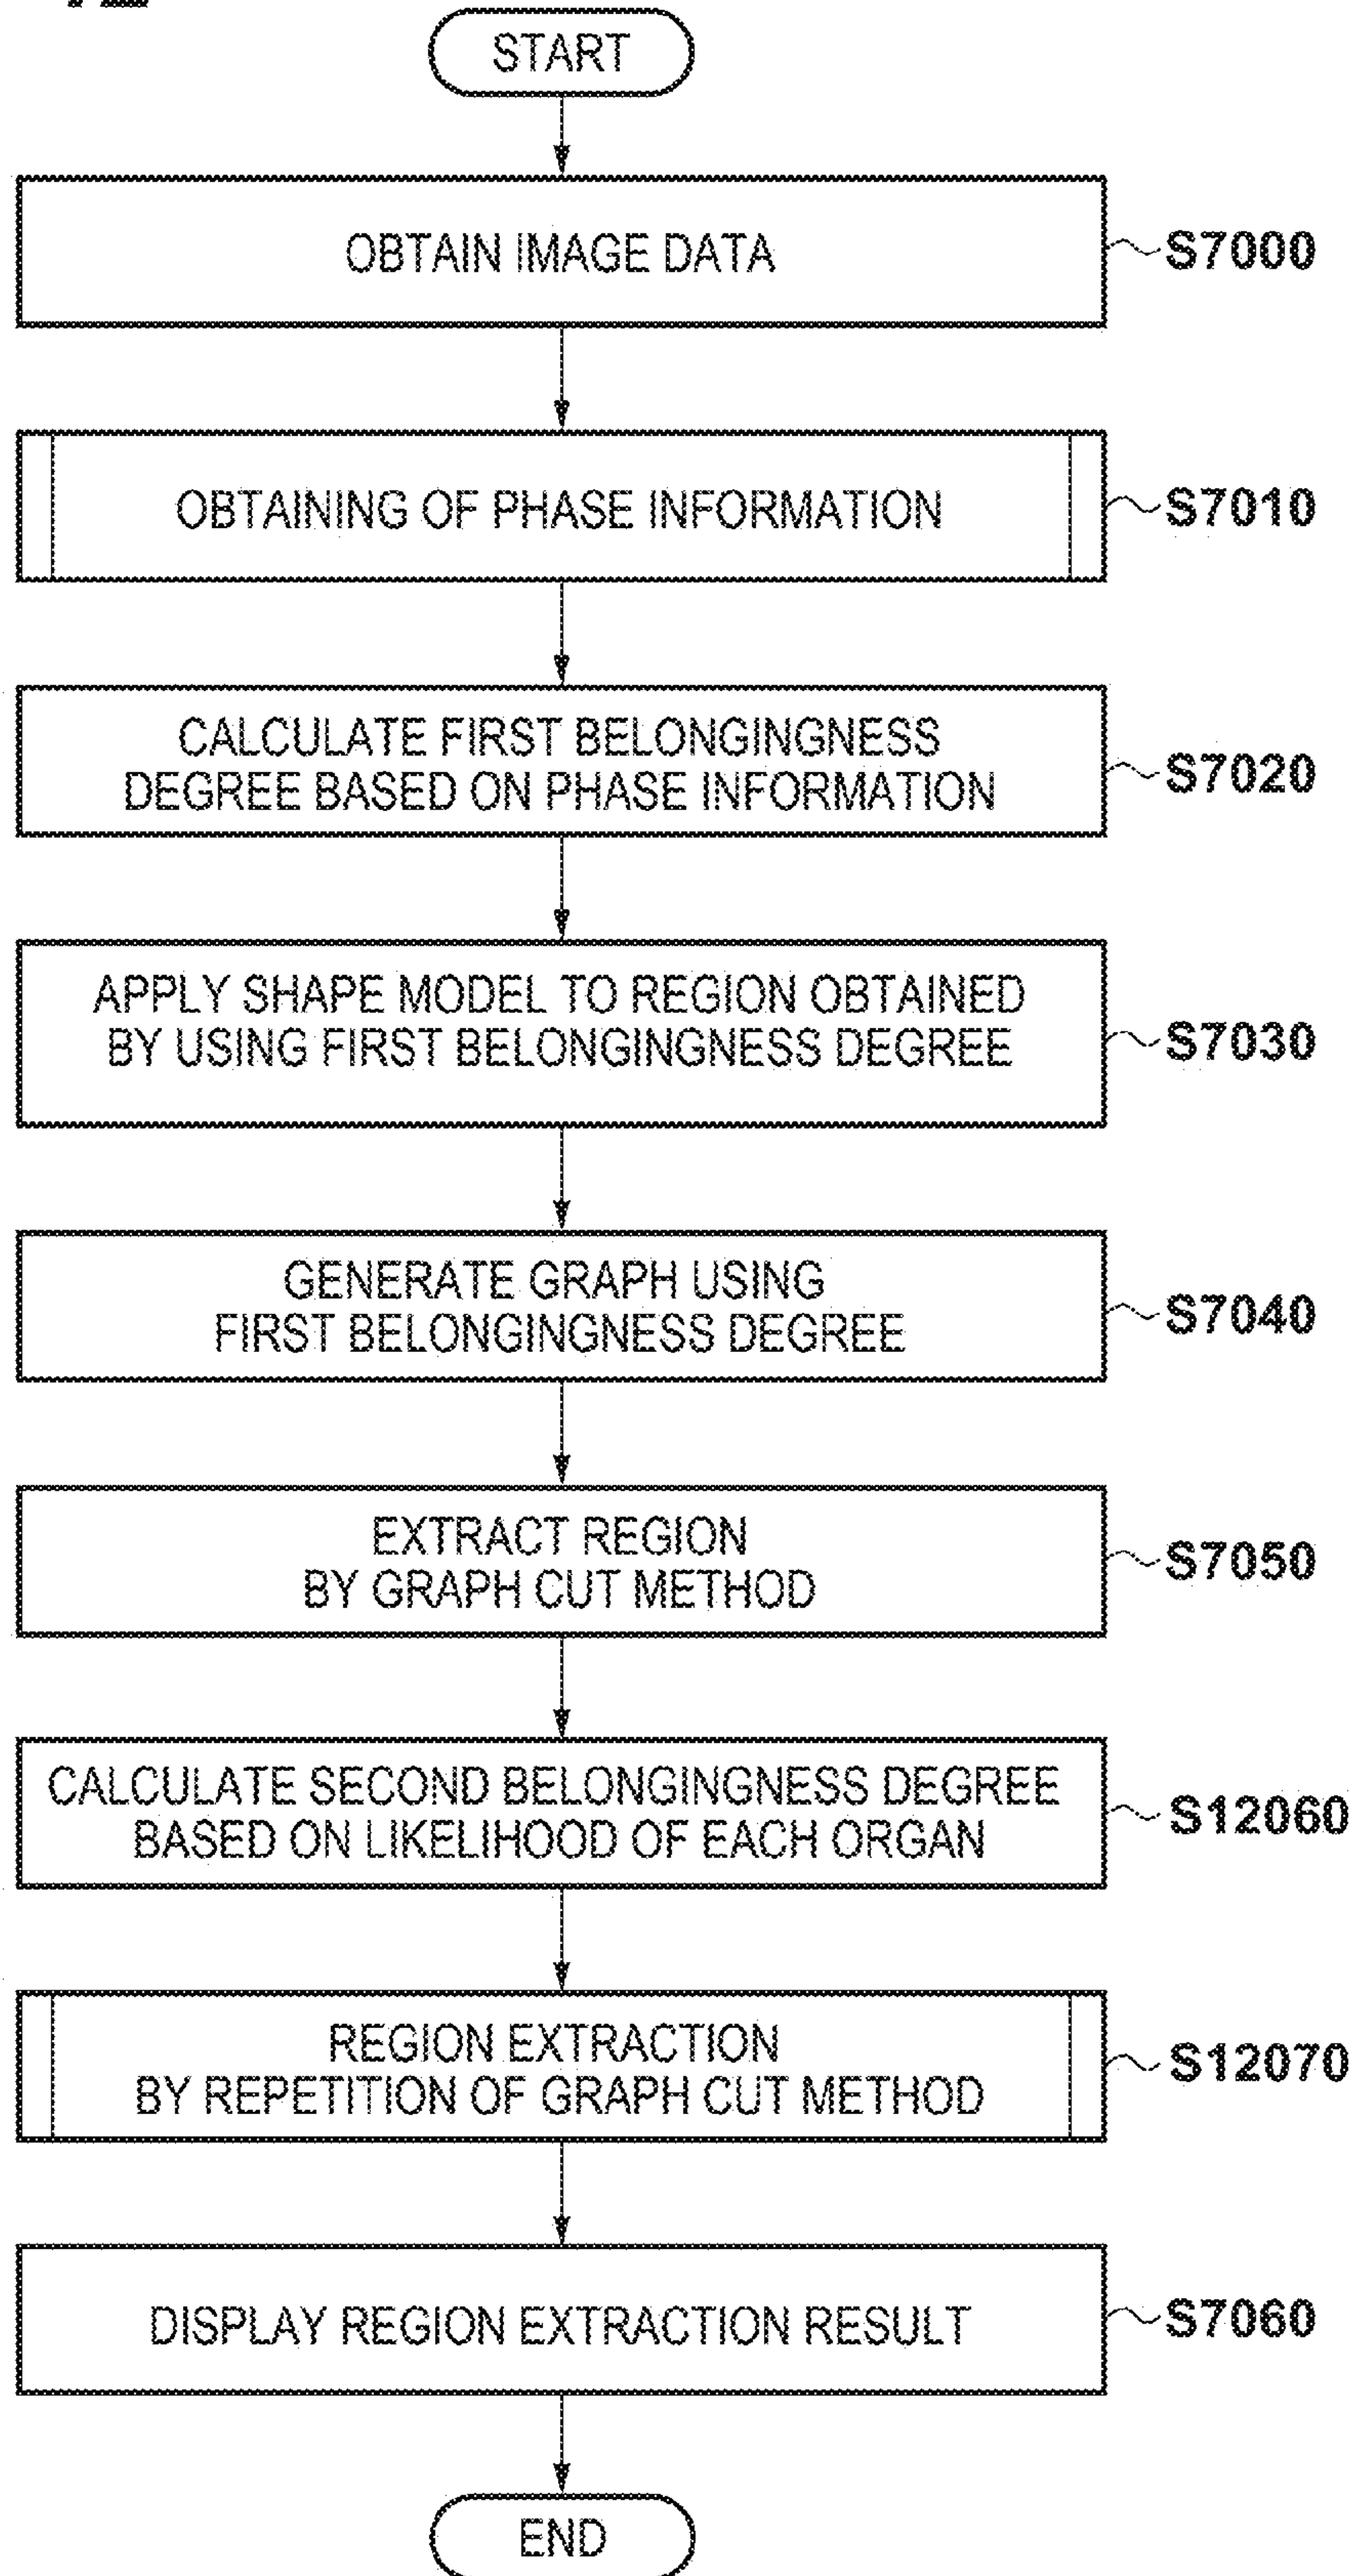 START
OBTAIN IMAGE DATA
S7000
OBTAINING OF PHASE INFORMATION
S7010
CALCULATE FIRST BELONGINGNESS
DEGREE BASED ON PHASE INFORMATION
S7020
APPLY SHAPE MODEL TO REGION OBTAINED
BY USING FIRST BELONGINGNESS DEGREE
S7030
GENERATE GRAPH USING
FIRST BELONGINGNESS DEGREE
S7040
EXTRACT REGION
BY GRAPH CUT METHOD
S7050
CALCULATE SECOND BELONGINGNESS DEGREE
BASED ON LIKELIHOOD OF EACH ORGAN
S12060
REGION EXTRACTION
BY REPETITION OF GRAPH CUT METHOD
S12070
DISPLAY REGION EXTRACTION RESULT
S7060
END